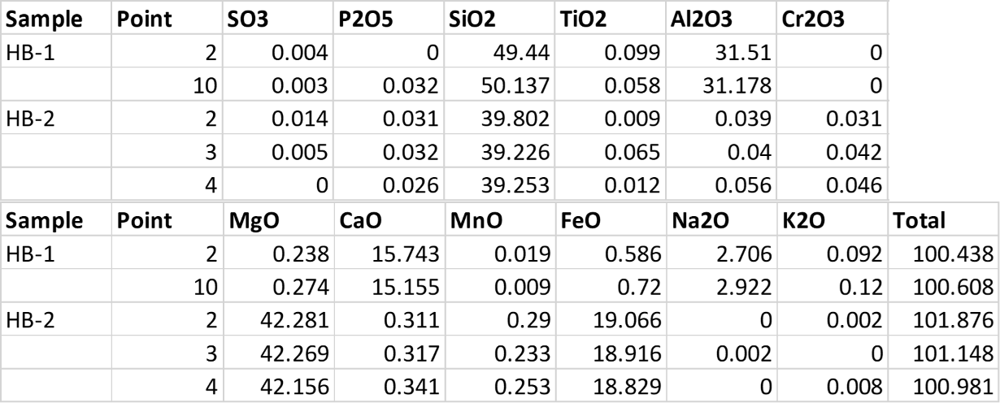 Sample Point SO3 P2O5 SiO2 TiO2 Al2O3 Cr2O3
HB-1 2 0.004 0 49.44 0.099 31.51 0
10 0.003 0.032 50.137 0.058 31.178 0
HB-2 2 0.014 0.031 39.802 0.009 0.039 0.031
3 0.005 0.032 39.226 0.065 0.04 0.042
4 0 0.026 39.253 0.012 0.056 0.046
Sample Point MgO CaO MnO FeO Na2O K2O Total
HB-1 2 0.238 15.743 0.019 0.586 2.706 0.092 100.438
10 0.274 15.155 0.009 0.72 2.922 0.12 100.608
HB-2 2 42.281 0.311 0.29 19.066 0 0.002 101.876
3 42.269 0.317 0.233 18.916 0.002 0 101.148
4 42.156 0.341 0.253 18.829 0 0.008 100.981